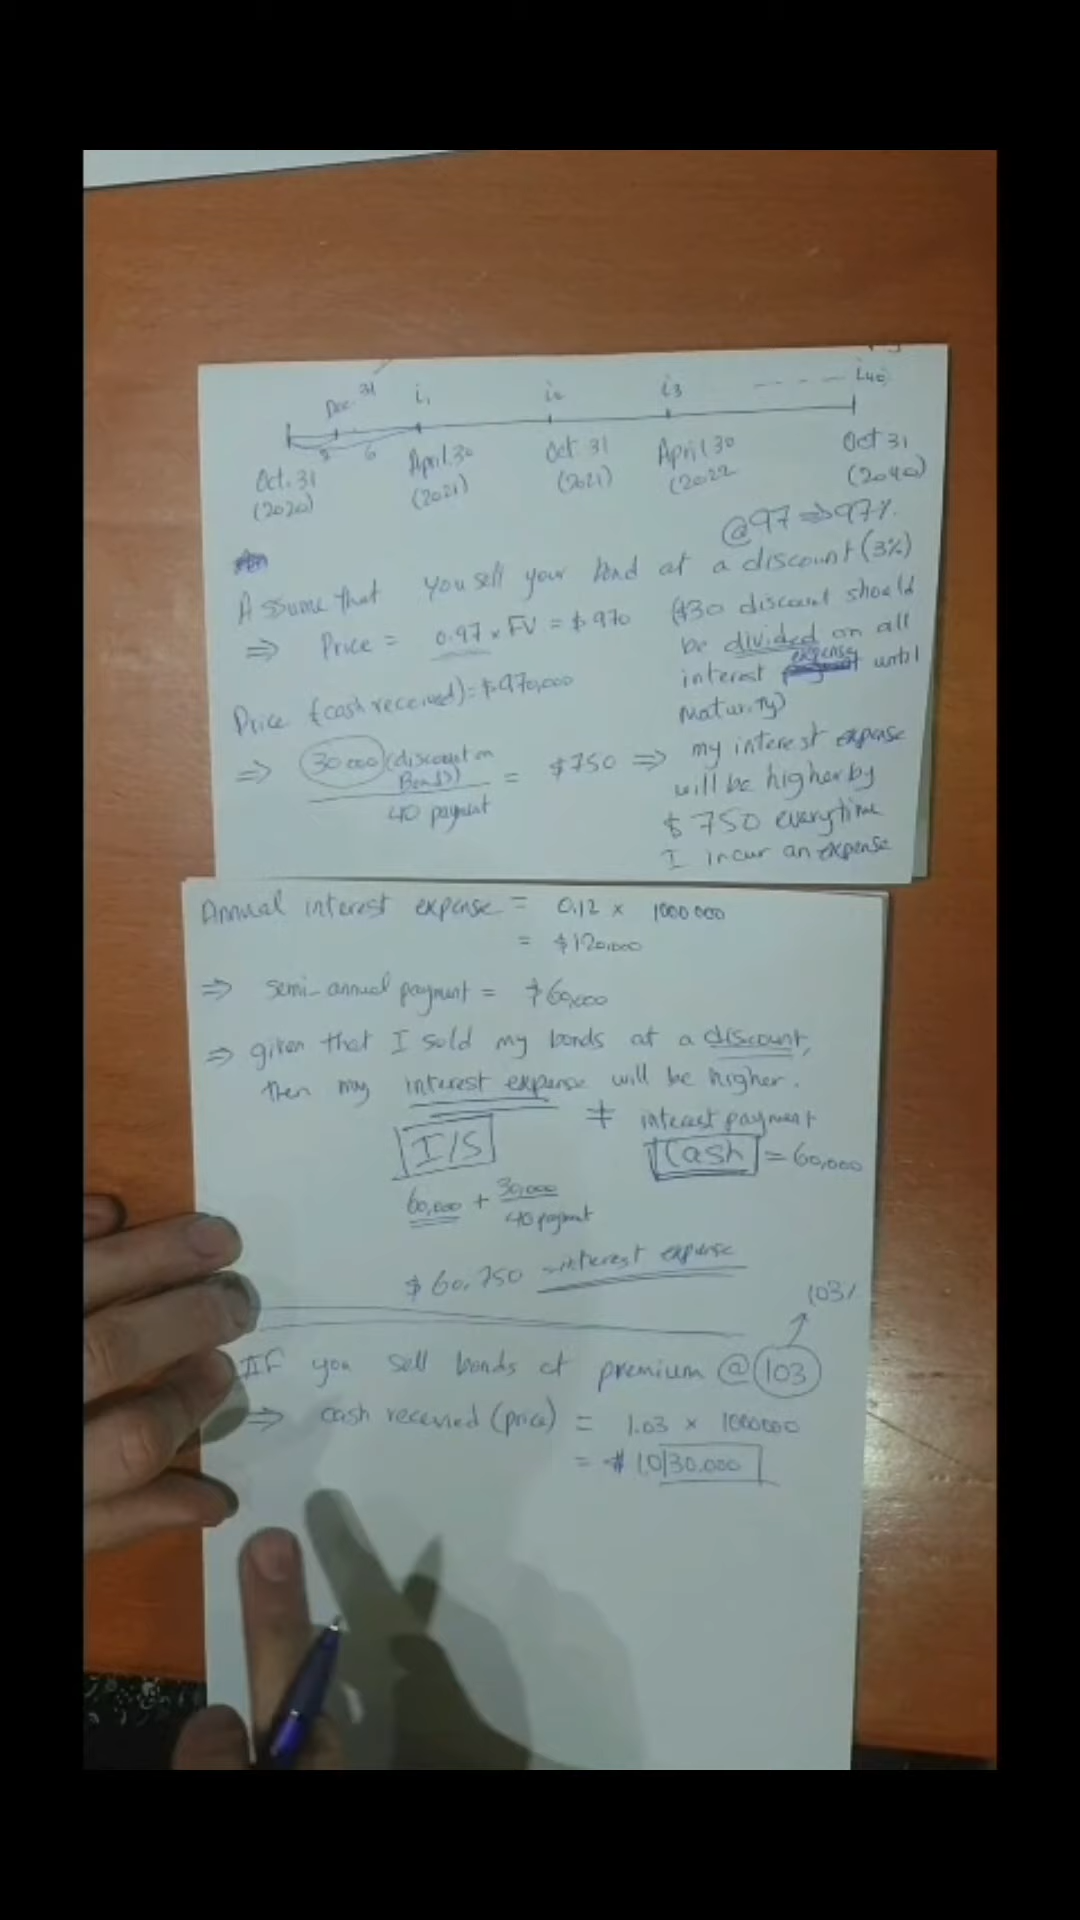 Dec. 31 i1 i2 i3 ---- i40
2 6
Oct. 31 April 30 Oct 31 April 30 Oct 31
(2020) (2021) (2021) (2022 (2040)
@97 => 97%
Assume that you sell your bond at a discount (3%)
=> Price = 0.97 x FV = $970 ($30 discount should
be divided on all
interest expense until
Maturity)
Price (cash received) = $970,000
=> 30000 (discount on Bonds) / 40 payment = $750 => my interest expense
will be higher by
$750 everytime
I incur an expense
Annual interest expense = 0.12 x 1000000
= $120,000
=> semi-annual payment = $60,000
=> given that I sold my bonds at a discount,
then my interest expense will be higher.
≠ interest payment
I/S Cash = 60,000
60,000 + 30,000 / 40 payment
$60,750 interest expense
103%
IF you sell bonds at premium @ 103
=> cash received (price) = 1.03 x 1000000
= $1,030,000